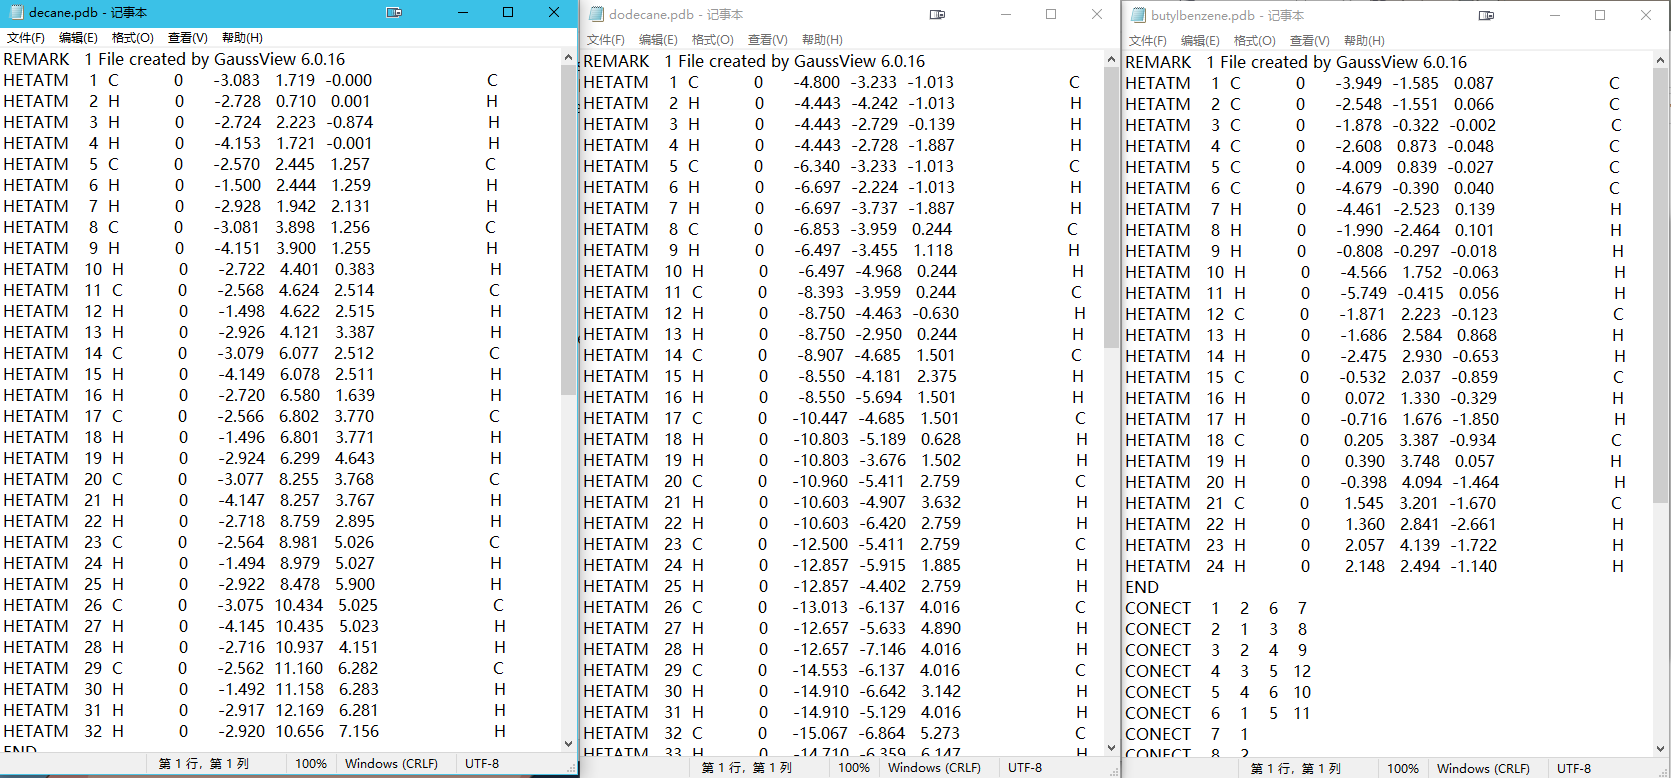 decane.pdb - 记事本
文件(F) 编辑(E) 格式(O) 查看(V) 帮助(H)
REMARK 1 File created by GaussView 6.0.16
HETATM 1 C 0 -3.083 1.719 -0.000 C
HETATM 2 H 0 -2.728 0.710 0.001 H
HETATM 3 H 0 -2.724 2.223 -0.874 H
HETATM 4 H 0 -4.153 1.721 -0.001 H
HETATM 5 C 0 -2.570 2.445 1.257 C
HETATM 6 H 0 -1.500 2.444 1.259 H
HETATM 7 H 0 -2.928 1.942 2.131 H
HETATM 8 C 0 -3.081 3.898 1.256 C
HETATM 9 H 0 -4.151 3.900 1.255 H
HETATM 10 H 0 -2.722 4.401 0.383 H
HETATM 11 C 0 -2.568 4.624 2.514 C
HETATM 12 H 0 -1.498 4.622 2.515 H
HETATM 13 H 0 -2.926 4.121 3.387 H
HETATM 14 C 0 -3.079 6.077 2.512 C
HETATM 15 H 0 -4.149 6.078 2.511 H
HETATM 16 H 0 -2.720 6.580 1.639 H
HETATM 17 C 0 -2.566 6.802 3.770 C
HETATM 18 H 0 -1.496 6.801 3.771 H
HETATM 19 H 0 -2.924 6.299 4.643 H
HETATM 20 C 0 -3.077 8.255 3.768 C
HETATM 21 H 0 -4.147 8.257 3.767 H
HETATM 22 H 0 -2.718 8.759 2.895 H
HETATM 23 C 0 -2.564 8.981 5.026 C
HETATM 24 H 0 -1.494 8.979 5.027 H
HETATM 25 H 0 -2.922 8.478 5.900 H
HETATM 26 C 0 -3.075 10.434 5.025 C
HETATM 27 H 0 -4.145 10.435 5.023 H
HETATM 28 H 0 -2.716 10.937 4.151 H
HETATM 29 C 0 -2.562 11.160 6.282 C
HETATM 30 H 0 -1.492 11.158 6.283 H
HETATM 31 H 0 -2.917 12.169 6.281 H
HETATM 32 H 0 -2.920 10.656 7.156 H
END
第 1 行，第 1 列 100% Windows (CRLF) UTF-8
dodecane.pdb - 记事本
文件(F) 编辑(E) 格式(O) 查看(V) 帮助(H)
REMARK 1 File created by GaussView 6.0.16
HETATM 1 C 0 -4.800 -3.233 -1.013 C
HETATM 2 H 0 -4.443 -4.242 -1.013 H
HETATM 3 H 0 -4.443 -2.729 -0.139 H
HETATM 4 H 0 -4.443 -2.728 -1.887 H
HETATM 5 C 0 -6.340 -3.233 -1.013 C
HETATM 6 H 0 -6.697 -2.224 -1.013 H
HETATM 7 H 0 -6.697 -3.737 -1.887 H
HETATM 8 C 0 -6.853 -3.959 0.244 C
HETATM 9 H 0 -6.497 -3.455 1.118 H
HETATM 10 H 0 -6.497 -4.968 0.244 H
HETATM 11 C 0 -8.393 -3.959 0.244 C
HETATM 12 H 0 -8.750 -4.463 -0.630 H
HETATM 13 H 0 -8.750 -2.950 0.244 H
HETATM 14 C 0 -8.907 -4.685 1.501 C
HETATM 15 H 0 -8.550 -4.181 2.375 H
HETATM 16 H 0 -8.550 -5.694 1.501 H
HETATM 17 C 0 -10.447 -4.685 1.501 C
HETATM 18 H 0 -10.803 -5.189 0.628 H
HETATM 19 H 0 -10.803 -3.676 1.502 H
HETATM 20 C 0 -10.960 -5.411 2.759 C
HETATM 21 H 0 -10.603 -4.907 3.632 H
HETATM 22 H 0 -10.603 -6.420 2.759 H
HETATM 23 C 0 -12.500 -5.411 2.759 C
HETATM 24 H 0 -12.857 -5.915 1.885 H
HETATM 25 H 0 -12.857 -4.402 2.759 H
HETATM 26 C 0 -13.013 -6.137 4.016 C
HETATM 27 H 0 -12.657 -5.633 4.890 H
HETATM 28 H 0 -12.657 -7.146 4.016 H
HETATM 29 C 0 -14.553 -6.137 4.016 C
HETATM 30 H 0 -14.910 -6.642 3.142 H
HETATM 31 H 0 -14.910 -5.129 4.016 H
HETATM 32 C 0 -15.067 -6.864 5.273 C
HETATM 33 H 0 -14.710 -6.359 6.147 H
第 1 行，第 1 列 100% Windows (CRLF) UTF-8
butylbenzene.pdb - 记事本
文件(F) 编辑(E) 格式(O) 查看(V) 帮助(H)
REMARK 1 File created by GaussView 6.0.16
HETATM 1 C 0 -3.949 -1.585 0.087 C
HETATM 2 C 0 -2.548 -1.551 0.066 C
HETATM 3 C 0 -1.878 -0.322 -0.002 C
HETATM 4 C 0 -2.608 0.873 -0.048 C
HETATM 5 C 0 -4.009 0.839 -0.027 C
HETATM 6 C 0 -4.679 -0.390 0.040 C
HETATM 7 H 0 -4.461 -2.523 0.139 H
HETATM 8 H 0 -1.990 -2.464 0.101 H
HETATM 9 H 0 -0.808 -0.297 -0.018 H
HETATM 10 H 0 -4.566 1.752 -0.063 H
HETATM 11 H 0 -5.749 -0.415 0.056 H
HETATM 12 C 0 -1.871 2.223 -0.123 C
HETATM 13 H 0 -1.686 2.584 0.868 H
HETATM 14 H 0 -2.475 2.930 -0.653 H
HETATM 15 C 0 -0.532 2.037 -0.859 C
HETATM 16 H 0 0.072 1.330 -0.329 H
HETATM 17 H 0 -0.716 1.676 -1.850 H
HETATM 18 C 0 0.205 3.387 -0.934 C
HETATM 19 H 0 0.390 3.748 0.057 H
HETATM 20 H 0 -0.398 4.094 -1.464 H
HETATM 21 C 0 1.545 3.201 -1.670 C
HETATM 22 H 0 1.360 2.841 -2.661 H
HETATM 23 H 0 2.057 4.139 -1.722 H
HETATM 24 H 0 2.148 2.494 -1.140 H
END
CONECT 1 2 6 7
CONECT 2 1 3 8
CONECT 3 2 4 9
CONECT 4 3 5 12
CONECT 5 4 6 10
CONECT 6 1 5 11
CONECT 7 1
CONECT 8 2
第 1 行，第 1 列 100% Windows (CRLF) UTF-8